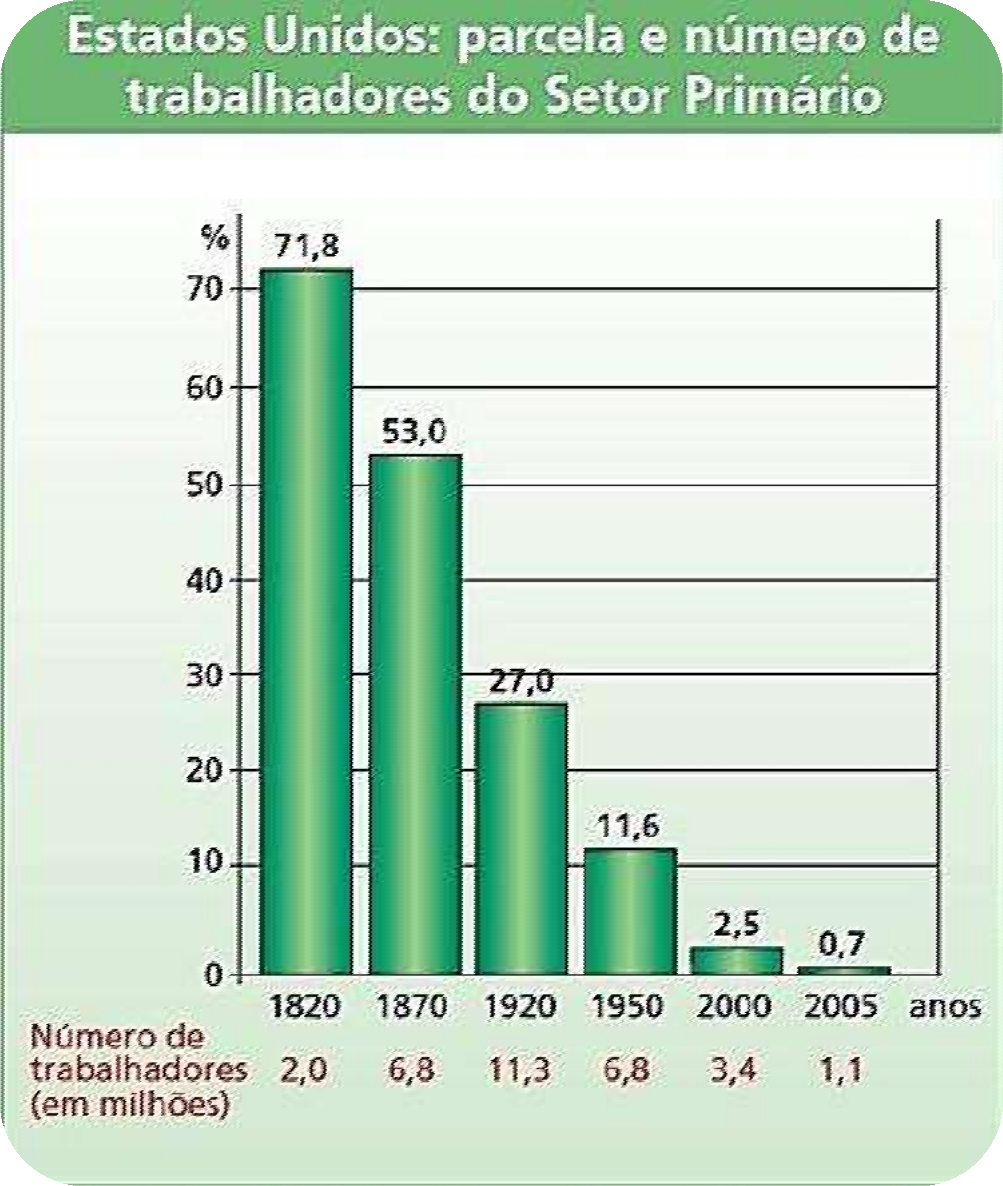 Estados Unidos: parcela e número de
trabalhadores do Setor Primário
%
71,8
70
60
53,0
50
40
30
27,0
20
11,6
10
2,5
0,7
0
1820 1870 1920 1950 2000 2005 anos
Número de
trabalhadores 2,0 6,8 11,3 6,8 3,4 1,1
(em milhões)